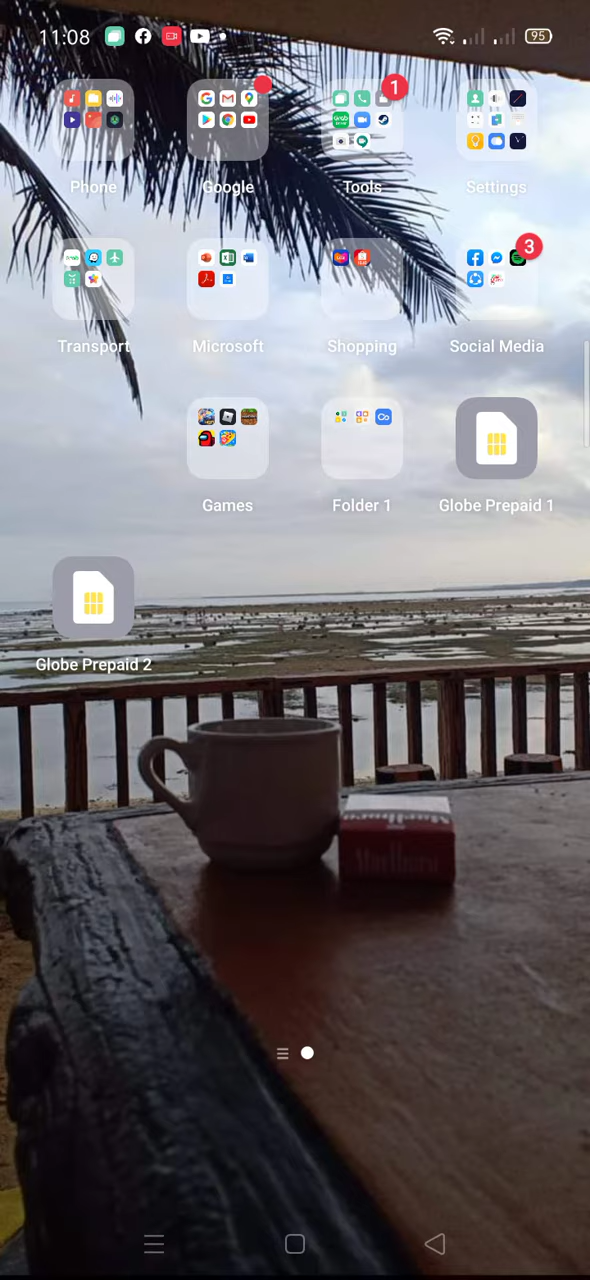 11:08
95
1
Phone
Google
Tools
Settings
3
Transport
Microsoft
Shopping
Social Media
Games
Folder 1
Globe Prepaid 1
Globe Prepaid 2
Marlboro